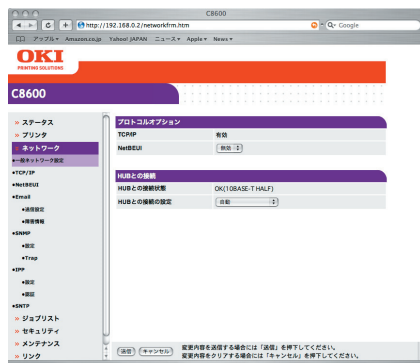 C8600
http://192.168.0.2/networkfrm.htm
Q- Google
アップル Amazon.co.jp Yahoo! JAPAN ニュース Apple News
OKI
PRINTING SOLUTIONS
C8600
» ステータス
» プリンタ
» ネットワーク
●一般ネットワーク設定
●TCP/IP
●NetBEUI
●Email
●送信設定
●障害情報
●SNMP
●設定
●Trap
●IPP
●設定
●認証
●SNTP
» ジョブリスト
» セキュリティ
» メンテナンス
» リンク
プロトコルオプション
TCP/IP 有効
NetBEUI 無効
HUBとの接続
HUBとの接続状態 OK(10BASE-T HALF)
HUBとの接続の設定 自動
送信 キャンセル
変更内容を送信する場合には「送信」を押下してください。
変更内容をクリアする場合には「キャンセル」を押下してください。